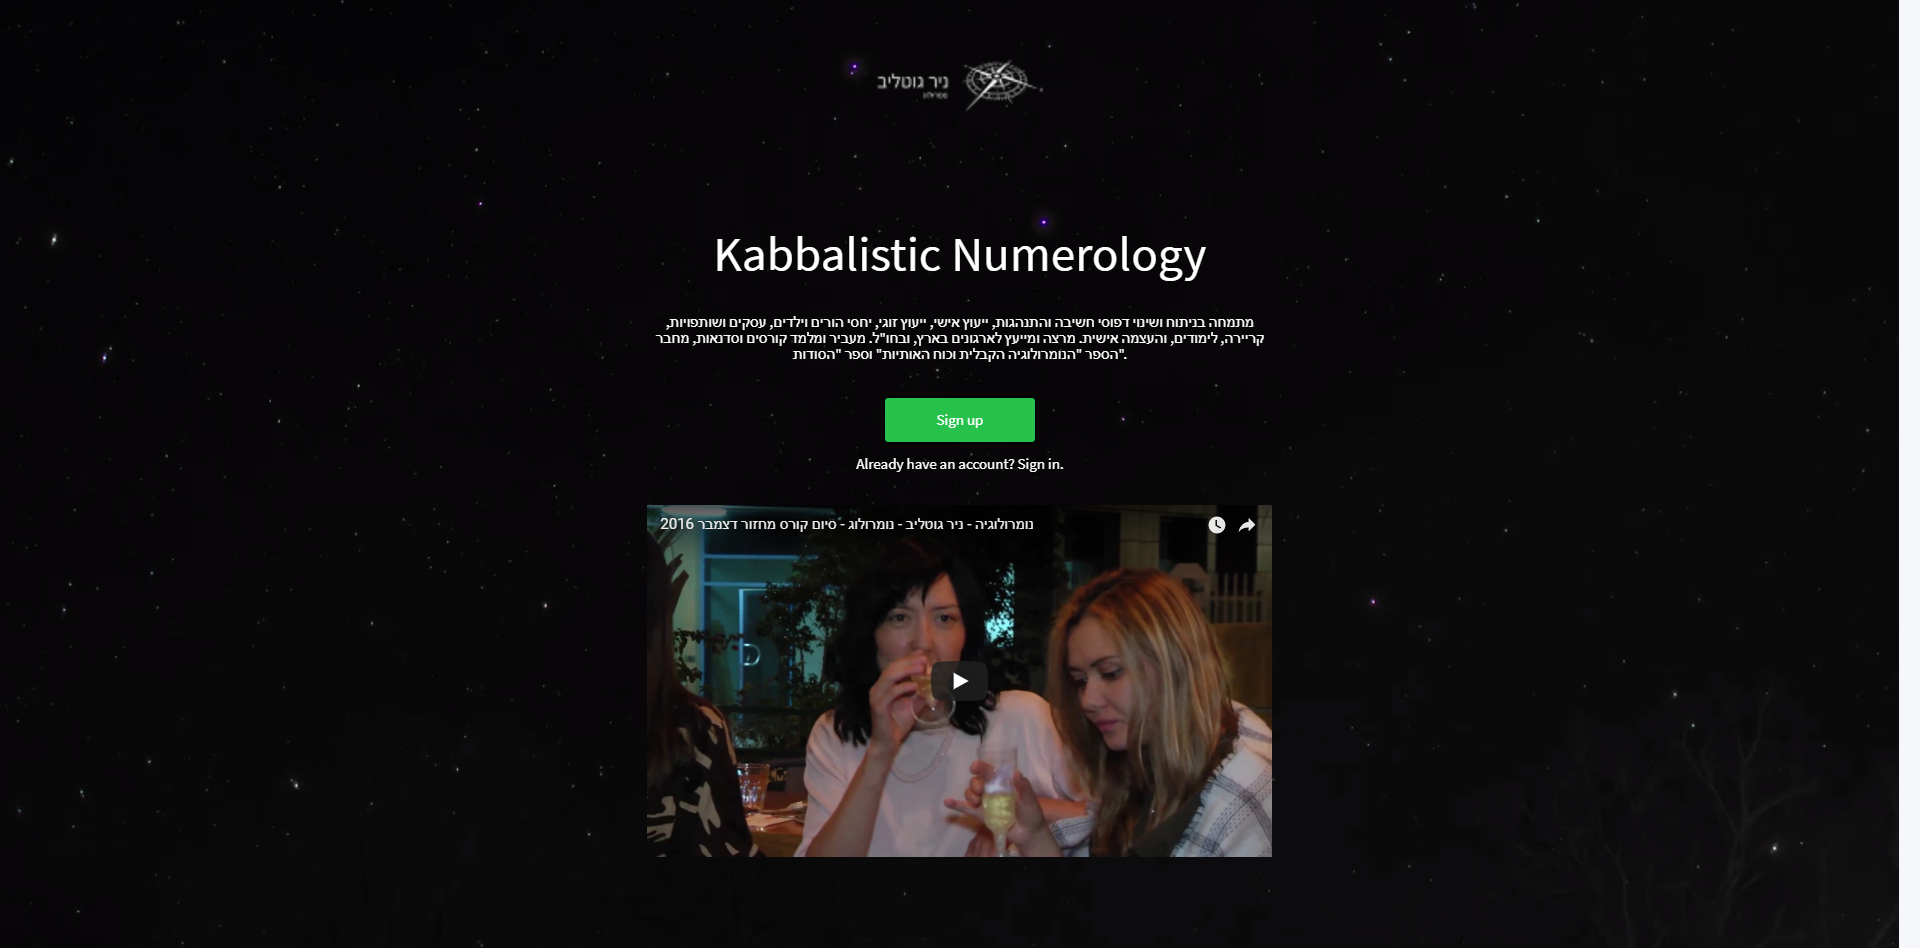 ניר גוטליב
נומרולוג
Kabbalistic Numerology
מתמחה בניתוח ושינוי דפוסי חשיבה והתנהגות, ייעוץ אישי, ייעוץ זוגי, יחסי הורים וילדים, עסקים ושותפויות,
קריירה, לימודים, והעצמה אישית. מרצה ומייעץ לארגונים בארץ, ובחו"ל. מעביר ומלמד קורסים וסדנאות, מחבר
הספר "הנומרולוגיה הקבלית וכוח האותיות" וספר "הסודות".
Sign up
Already have an account? Sign in.
נומרולוגיה - ניר גוטליב - נומרולוג - סיום קורס מחזור דצמבר 2016